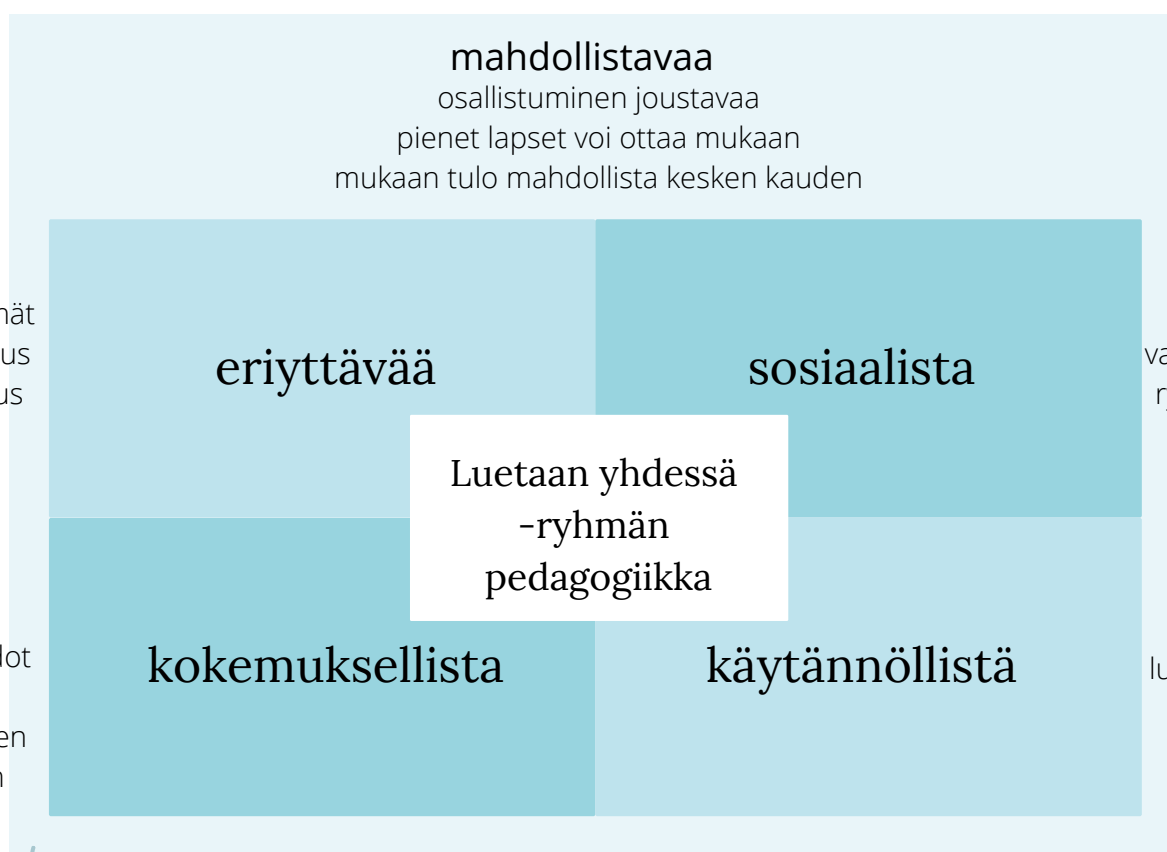 mahdollistavaa
osallistuminen joustavaa
pienet lapset voi ottaa mukaan
mukaan tulo mahdollista kesken kauden
eriyttävää
sosiaalista
Luetaan yhdessä
-ryhmän
pedagogiikka
kokemuksellista
käytännöllistä